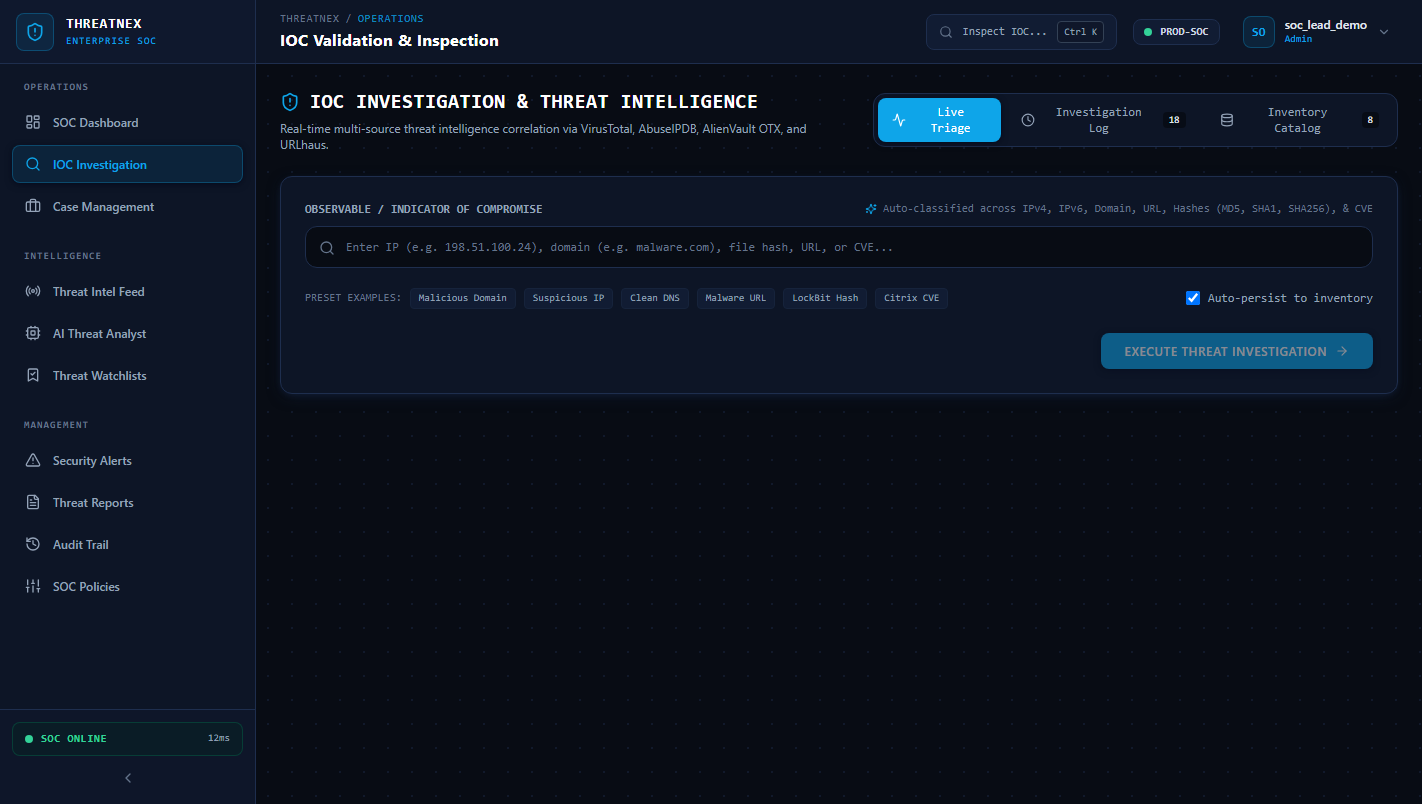 THREATNEX
ENTERPRISE SOC
OPERATIONS
SOC Dashboard
IOC Investigation
Case Management
INTELLIGENCE
Threat Intel Feed
AI Threat Analyst
Threat Watchlists
MANAGEMENT
Security Alerts
Threat Reports
Audit Trail
SOC Policies
SOC ONLINE 12ms
THREATNEX / OPERATIONS
IOC Validation & Inspection
Inspect IOC... Ctrl K
PROD-SOC
SO
soc_lead_demo
Admin
IOC INVESTIGATION & THREAT INTELLIGENCE
Real-time multi-source threat intelligence correlation via VirusTotal, AbuseIPDB, AlienVault OTX, and
URLhaus.
Live
Triage
Investigation
Log
18
Inventory
Catalog
8
OBSERVABLE / INDICATOR OF COMPROMISE
Auto-classified across IPv4, IPv6, Domain, URL, Hashes (MD5, SHA1, SHA256), & CVE
Enter IP (e.g. 198.51.100.24), domain (e.g. malware.com), file hash, URL, or CVE...
PRESET EXAMPLES: Malicious Domain Suspicious IP Clean DNS Malware URL LockBit Hash Citrix CVE
Auto-persist to inventory
EXECUTE THREAT INVESTIGATION